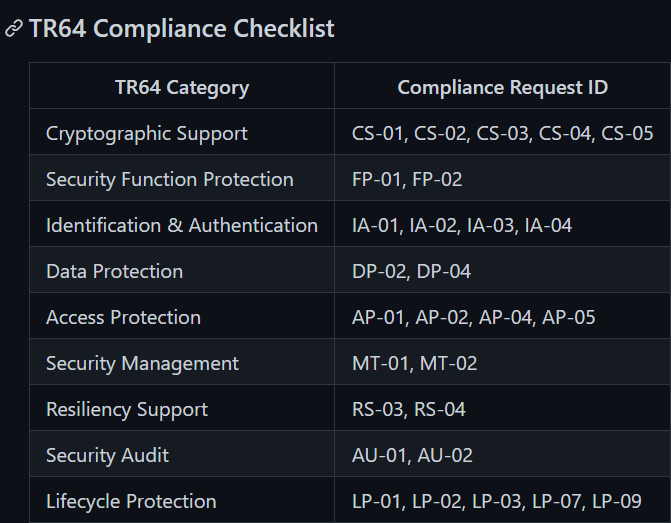 TR64 Compliance Checklist
TR64 Category Compliance Request ID
Cryptographic Support CS-01, CS-02, CS-03, CS-04, CS-05
Security Function Protection FP-01, FP-02
Identification & Authentication IA-01, IA-02, IA-03, IA-04
Data Protection DP-02, DP-04
Access Protection AP-01, AP-02, AP-04, AP-05
Security Management MT-01, MT-02
Resiliency Support RS-03, RS-04
Security Audit AU-01, AU-02
Lifecycle Protection LP-01, LP-02, LP-03, LP-07, LP-09